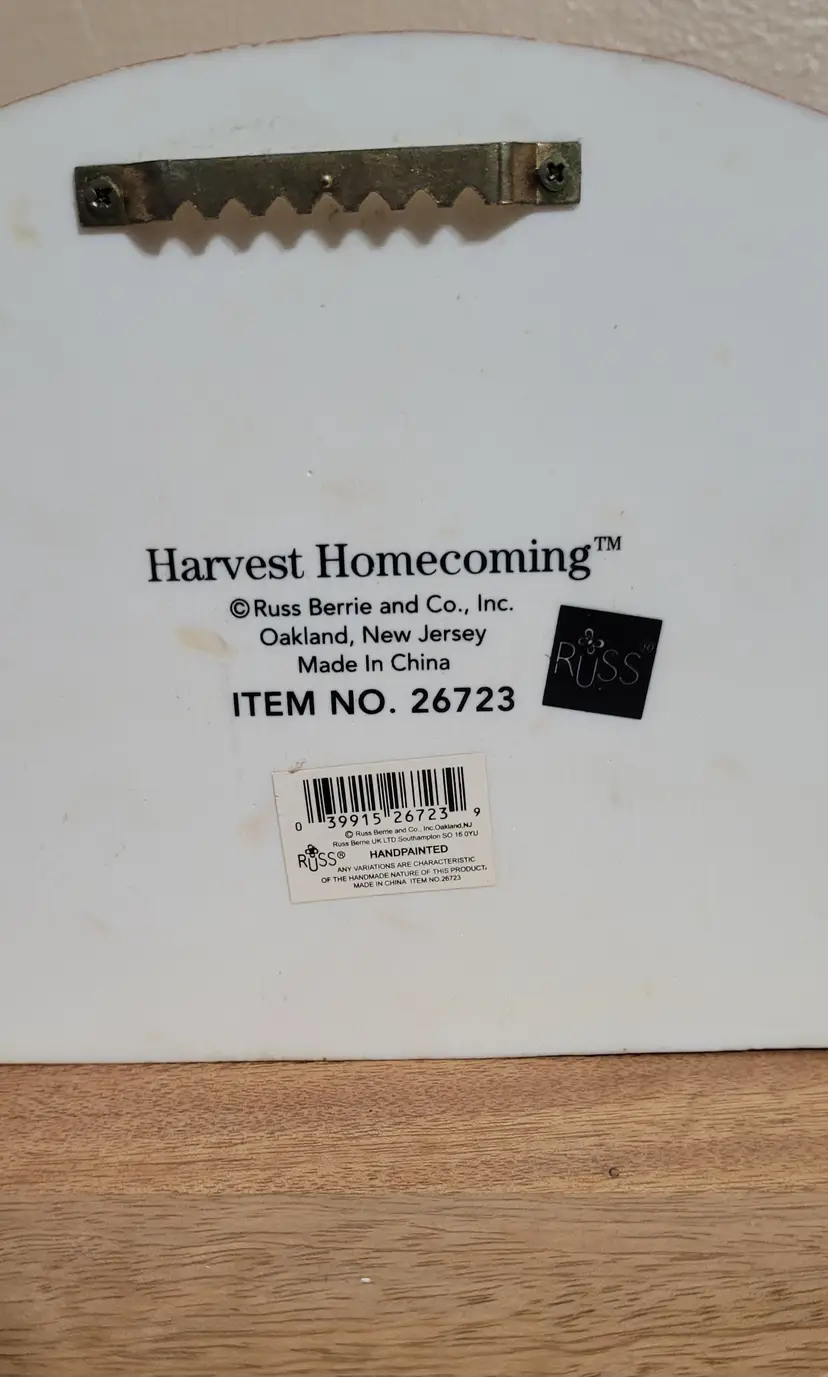 Harvest Homecoming™
©Russ Berrie and Co., Inc.
Oakland, New Jersey
Made In China
ITEM NO. 26723
RUSS®
0 39915 26723 9
© Russ Berrie and Co., Inc.Oakland,NJ
Russ Berrie UK LTD.Southampton SO 16 0YU
RUSS®
HANDPAINTED
ANY VARIATIONS ARE CHARACTERISTIC
OF THE HANDMADE NATURE OF THIS PRODUCT.
MADE IN CHINA ITEM NO.26723